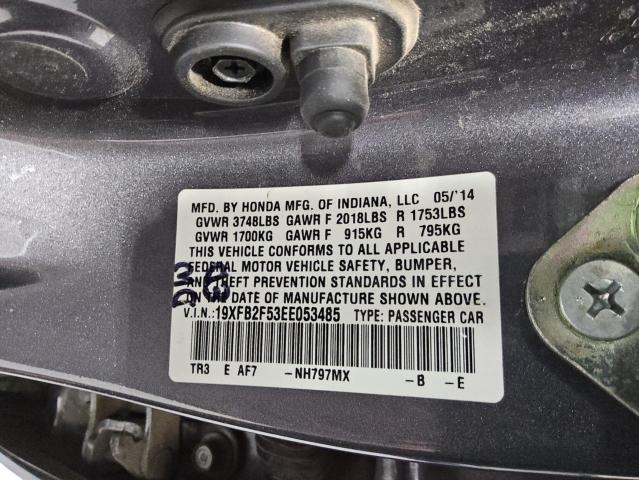 MFD. BY HONDA MFG. OF INDIANA, LLC 05/'14
GVWR 3748LBS GAWR F 2018LBS R 1753LBS
GVWR 1700KG GAWR F 915KG R 795KG
THIS VEHICLE CONFORMS TO ALL APPLICABLE
FEDERAL MOTOR VEHICLE SAFETY, BUMPER,
AND THEFT PREVENTION STANDARDS IN EFFECT
ON THE DATE OF MANUFACTURE SHOWN ABOVE.
V.I.N.: 19XFB2F53EE053485 TYPE: PASSENGER CAR
TR3 E AF7 -NH797MX -B -E